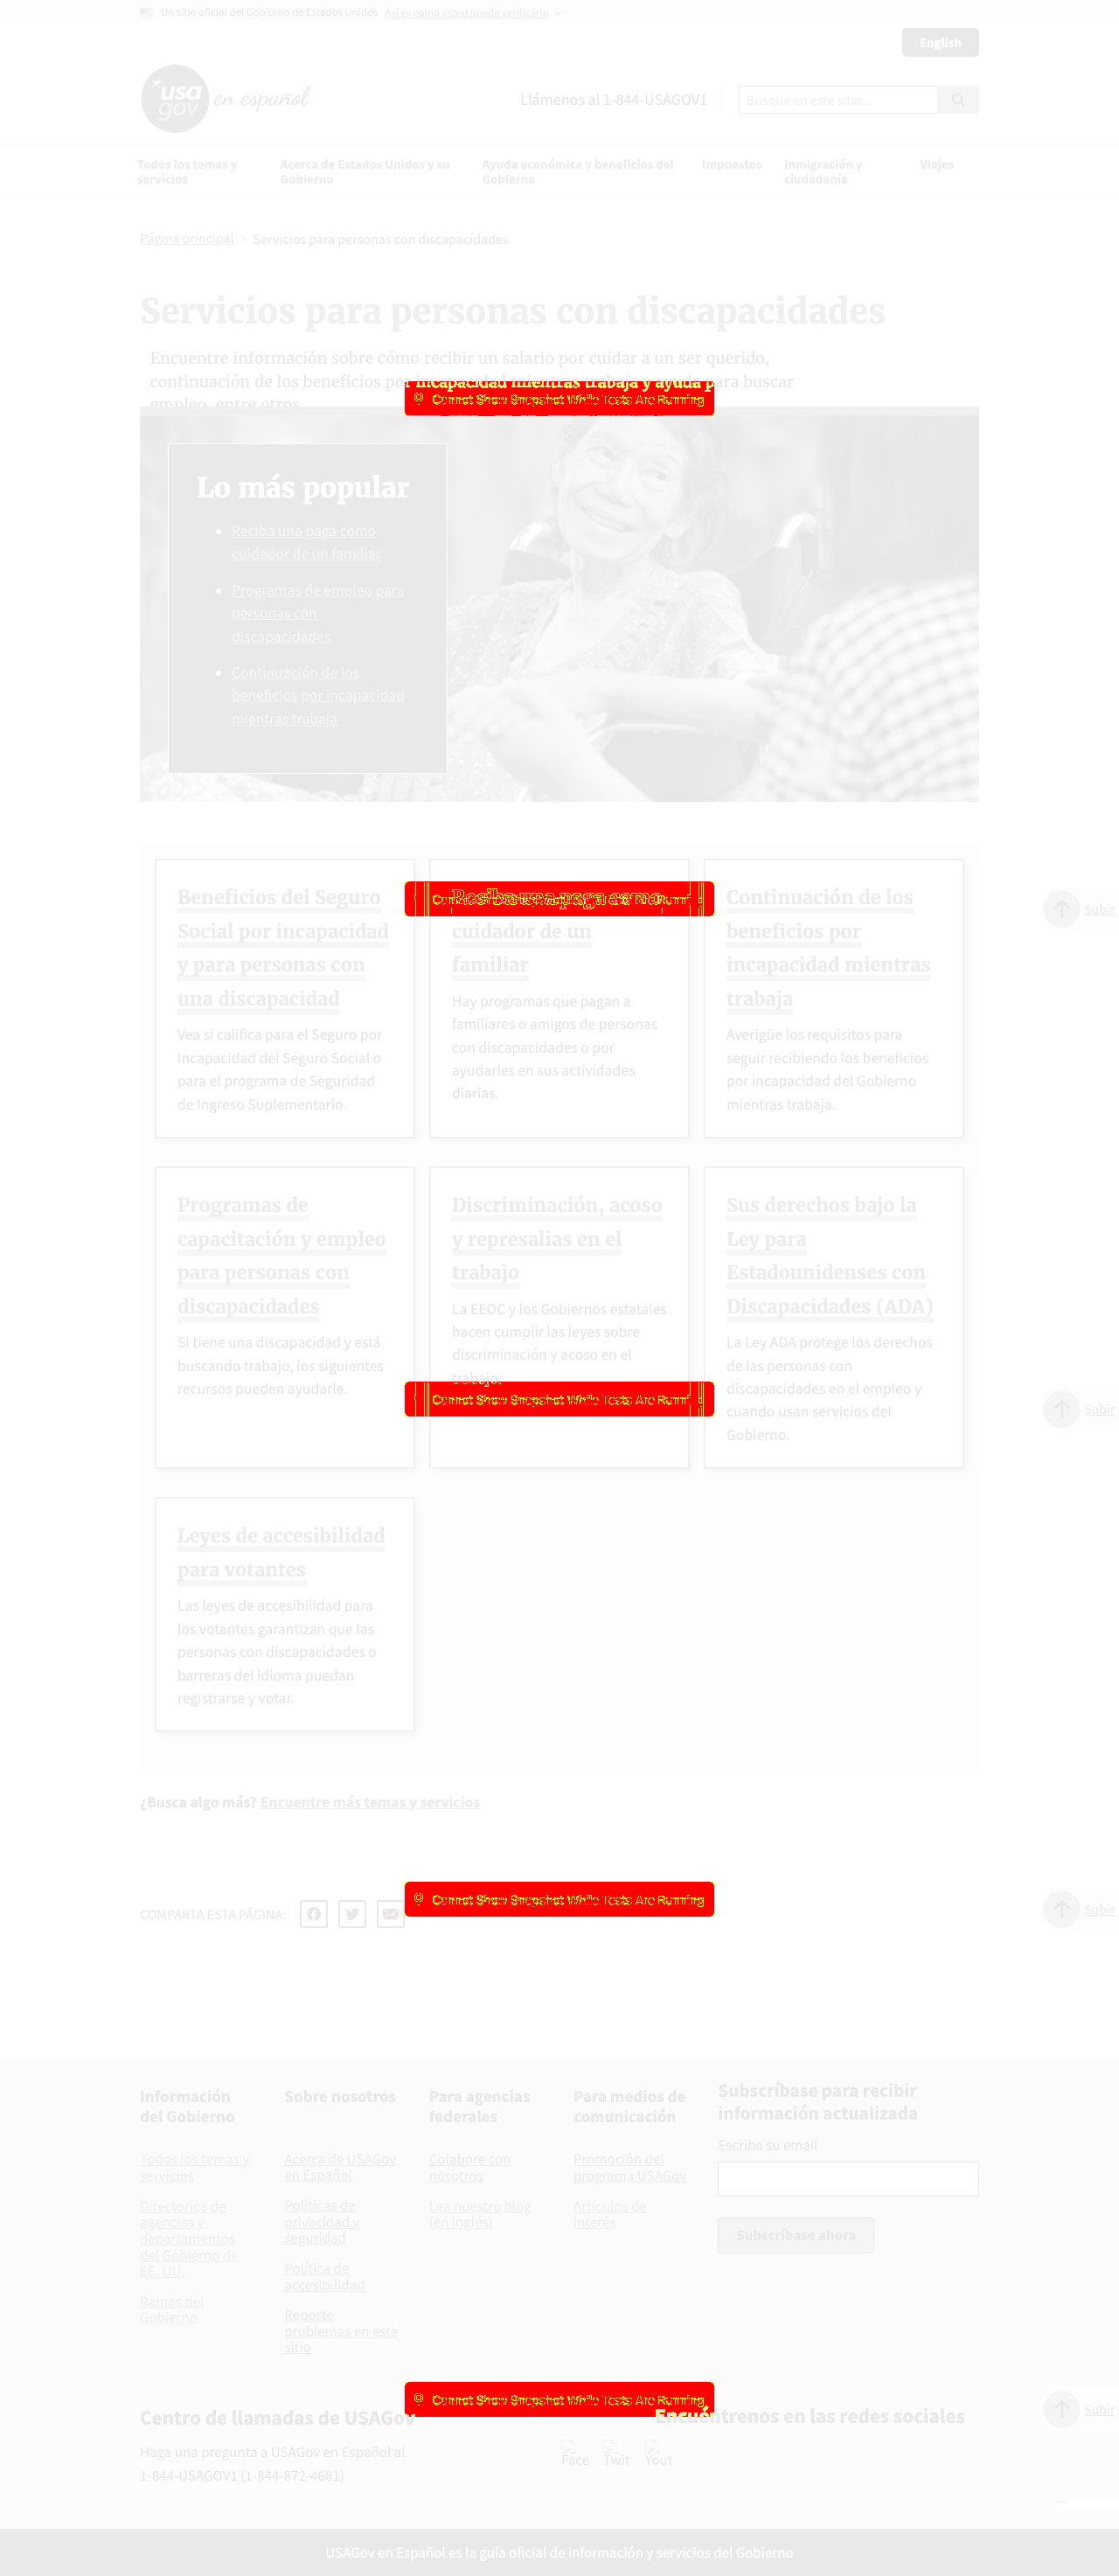 Un sitio oficial del Gobierno de Estados Unidos Así es como usted puede verificarlo
English
usa gov en español
Llámenos al 1-844-USAGOV1
Busque en este sitio...
Todos los temas y servicios
Acerca de Estados Unidos y su Gobierno
Ayuda económica y beneficios del Gobierno
Impuestos
Inmigración y ciudadanía
Viajes
Página principal
Servicios para personas con discapacidades
Servicios para personas con discapacidades
Encuentre información sobre cómo recibir un salario por cuidar a un ser querido,
continuación de los beneficios por incapacidad mientras trabaja y ayuda para buscar
empleo, entre otros.
Cannot Show Snapshot While Tests Are Running
Lo más popular
Reciba una paga como
cuidador de un familiar
Programas de empleo para
personas con
discapacidades
Continuación de los
beneficios por incapacidad
mientras trabaja
Beneficios del Seguro
Social por incapacidad
y para personas con
una discapacidad
Vea si califica para el Seguro por
Incapacidad del Seguro Social o
para el programa de Seguridad
de Ingreso Suplementario.
Reciba una paga como
cuidador de un
familiar
Hay programas que pagan a
familiares o amigos de personas
con discapacidades o por
ayudarles en sus actividades
diarias.
Continuación de los
beneficios por
incapacidad mientras
trabaja
Averigüe los requisitos para
seguir recibiendo los beneficios
por incapacidad del Gobierno
mientras trabaja.
Cannot Show Snapshot While Tests Are Running
Subir
Programas de
capacitación y empleo
para personas con
discapacidades
Si tiene una discapacidad y está
buscando trabajo, los siguientes
recursos pueden ayudarle.
Discriminación, acoso
y represalias en el
trabajo
La EEOC y los Gobiernos estatales
hacen cumplir las leyes sobre
discriminación y acoso en el
trabajo.
Sus derechos bajo la
Ley para
Estadounidenses con
Discapacidades (ADA)
La Ley ADA protege los derechos
de las personas con
discapacidades en el empleo y
cuando usan servicios del
Gobierno.
Cannot Show Snapshot While Tests Are Running
Subir
Leyes de accesibilidad
para votantes
Las leyes de accesibilidad para
los votantes garantizan que las
personas con discapacidades o
barreras del idioma puedan
registrarse y votar.
¿Busca algo más? Encuentre más temas y servicios
Cannot Show Snapshot While Tests Are Running
COMPARTA ESTA PÁGINA:
Subir
Información
del Gobierno
Todos los temas y
servicios
Directorios de
agencias y
departamentos
del Gobierno de
EE. UU.
Ramas del
Gobierno
Sobre nosotros
Acerca de USAGov
en Español
Políticas de
privacidad y
seguridad
Política de
accesibilidad
Reporte
problemas en este
sitio
Para agencias
federales
Colabore con
nosotros
Lea nuestro blog
(en inglés)
Para medios de
comunicación
Promoción del
programa USAGov
Artículos de
interés
Subscríbase para recibir
información actualizada
Escriba su email
Subscríbase ahora
Cannot Show Snapshot While Tests Are Running
Subir
Centro de llamadas de USAGov
Haga una pregunta a USAGov en Español al
1-844-USAGOV1 (1-844-872-4681)
Encuéntrenos en las redes sociales
Face Twit Yout
USAGov en Español es la guía oficial de información y servicios del Gobierno